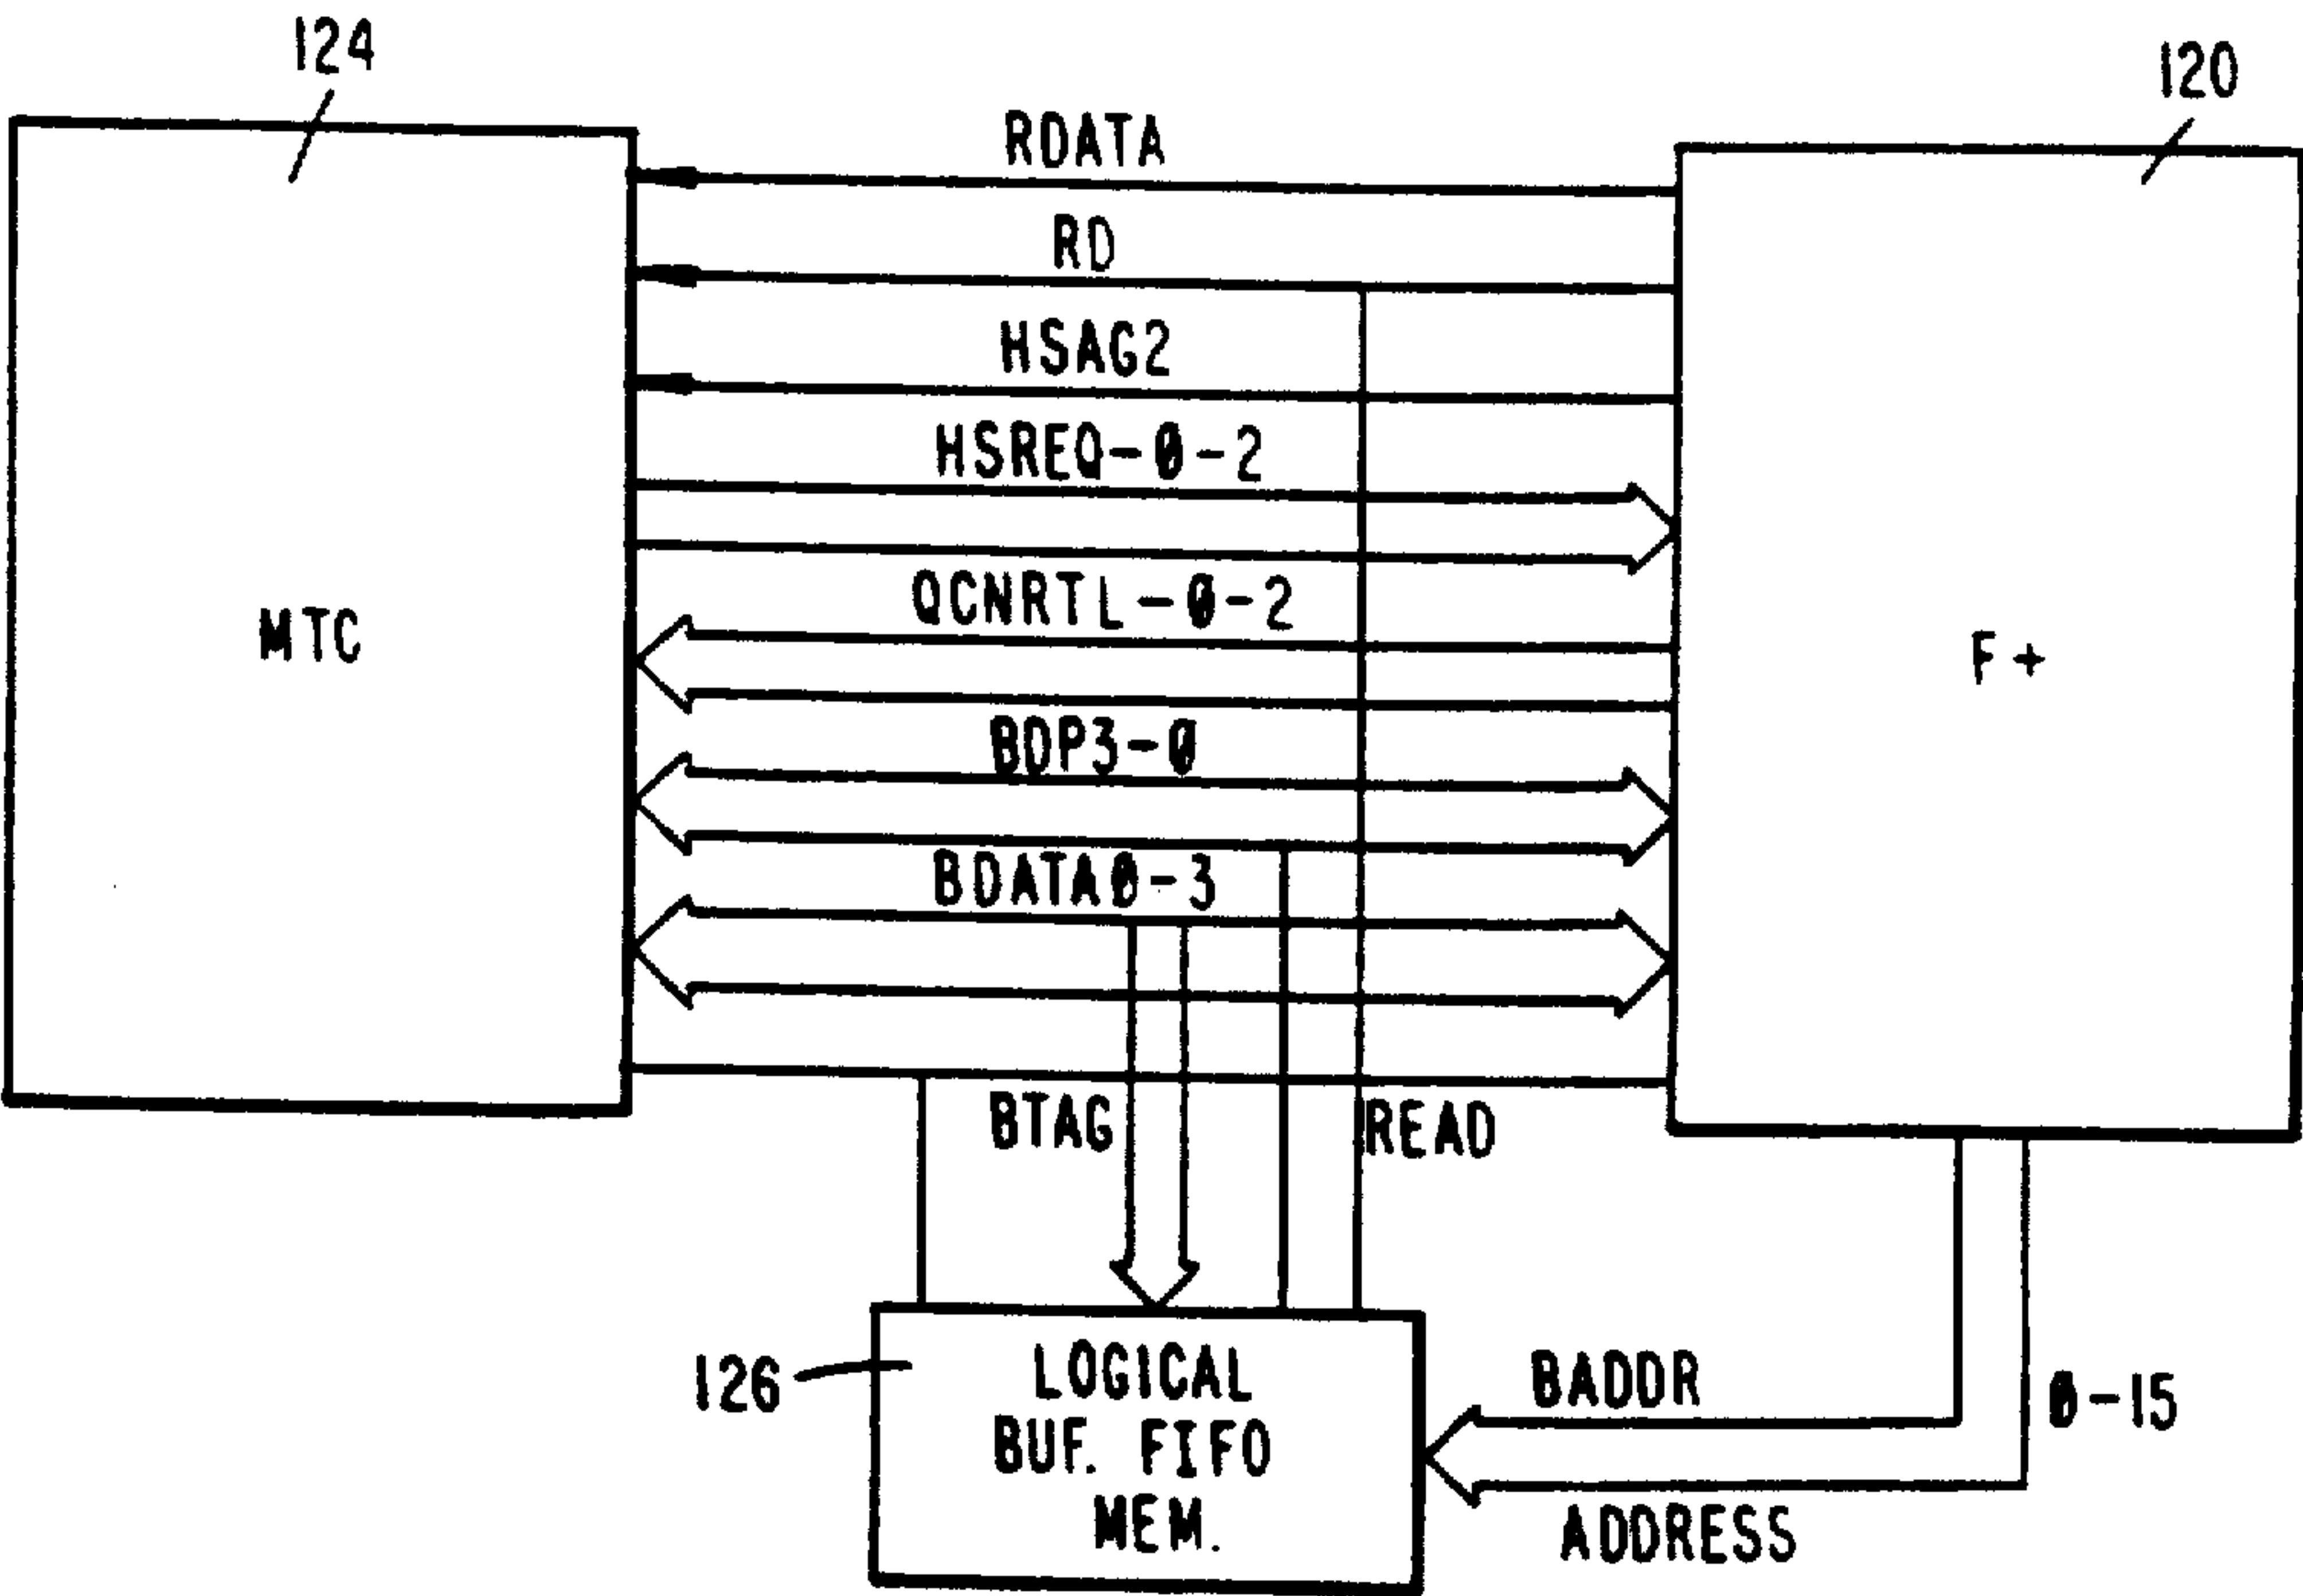 124
120
RDATA
RD
HSAG2
HSREQ-0-2
QCNRTL-0-2
MTC
F+
BDP3-0
BDATA0-3
BTAG
READ
126
LOGICAL
BUF. FIFO
MEM.
BADDR
0-15
ADDRESS